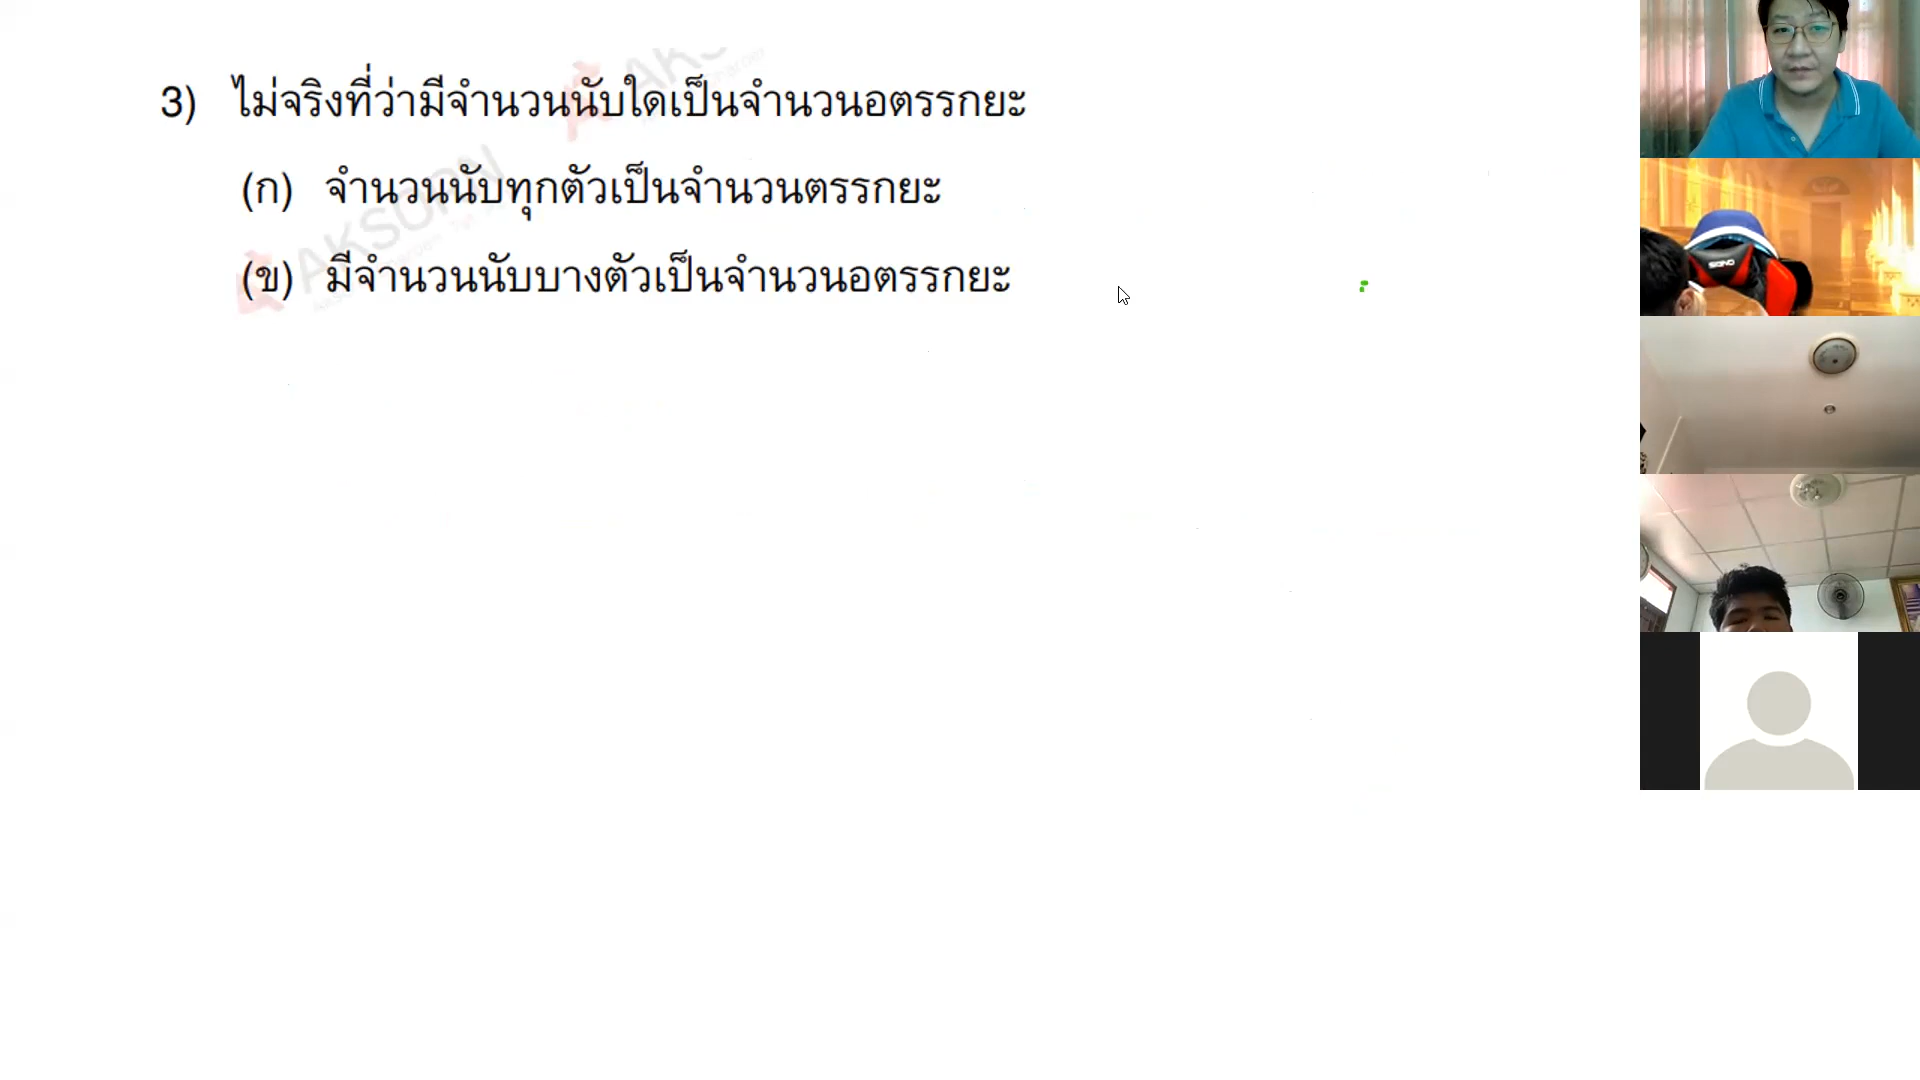 3) ไม่จริงที่ว่ามีจำนวนนับใดเป็นจำนวนอตรรกยะ
(ก) จำนวนนับทุกตัวเป็นจำนวนตรรกยะ
(ข) มีจำนวนนับบางตัวเป็นจำนวนอตรรกยะ
AKSORN
SIGNO